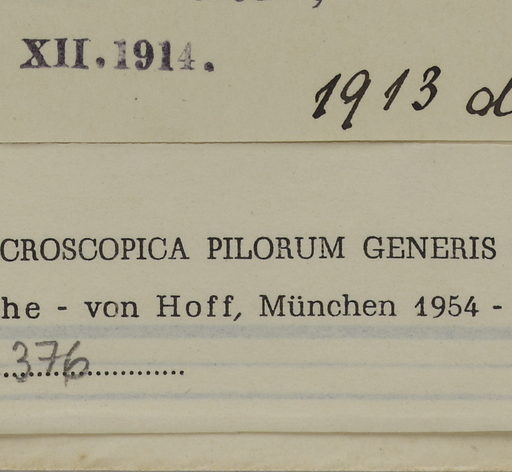 XII.1914.
1913
CROSCOPICA PILORUM GENERIS
he - von Hoff, München 1954 -
376